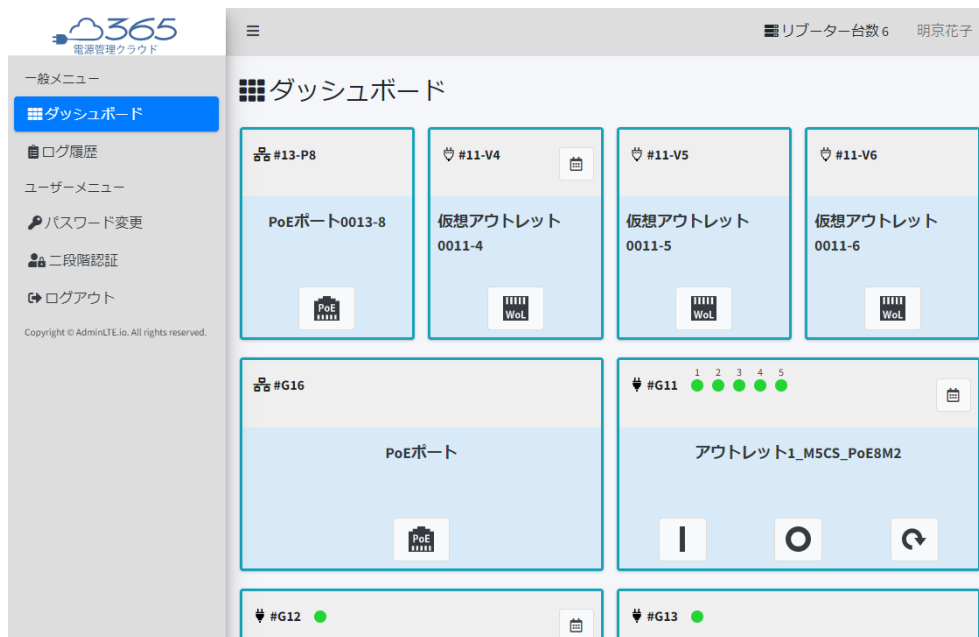 365
電源管理クラウド
リブーター台数 6
明京花子
一般メニュー
ダッシュボード
ログ履歴
ユーザーメニュー
パスワード変更
二段階認証
ログアウト
Copyright © AdminLTE.io. All rights reserved.
ダッシュボード
#13-P8
PoEポート0013-8
PoE
#11-V4
仮想アウトレット
0011-4
WoL
#11-V5
仮想アウトレット
0011-5
WoL
#11-V6
仮想アウトレット
0011-6
WoL
#G16
PoEポート
PoE
#G11
1 2 3 4 5
アウトレット1_M5CS_PoE8M2
#G12
#G13